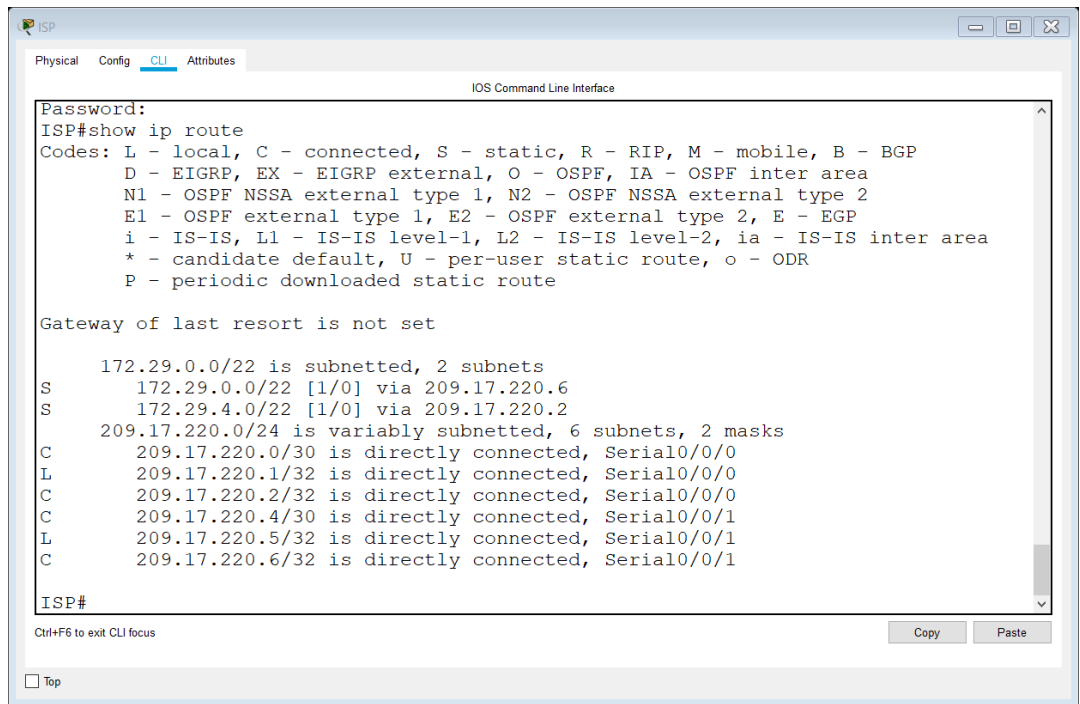 ISP
Physical Config CLI Attributes
IOS Command Line Interface
Password:
ISP#show ip route
Codes: L - local, C - connected, S - static, R - RIP, M - mobile, B - BGP
D - EIGRP, EX - EIGRP external, O - OSPF, IA - OSPF inter area
N1 - OSPF NSSA external type 1, N2 - OSPF NSSA external type 2
E1 - OSPF external type 1, E2 - OSPF external type 2, E - EGP
i - IS-IS, L1 - IS-IS level-1, L2 - IS-IS level-2, ia - IS-IS inter area
* - candidate default, U - per-user static route, o - ODR
P - periodic downloaded static route
Gateway of last resort is not set
172.29.0.0/22 is subnetted, 2 subnets
S 172.29.0.0/22 [1/0] via 209.17.220.6
S 172.29.4.0/22 [1/0] via 209.17.220.2
209.17.220.0/24 is variably subnetted, 6 subnets, 2 masks
C 209.17.220.0/30 is directly connected, Serial0/0/0
L 209.17.220.1/32 is directly connected, Serial0/0/0
C 209.17.220.2/32 is directly connected, Serial0/0/0
C 209.17.220.4/30 is directly connected, Serial0/0/1
L 209.17.220.5/32 is directly connected, Serial0/0/1
C 209.17.220.6/32 is directly connected, Serial0/0/1
ISP#
Ctrl+F6 to exit CLI focus
Copy Paste
Top